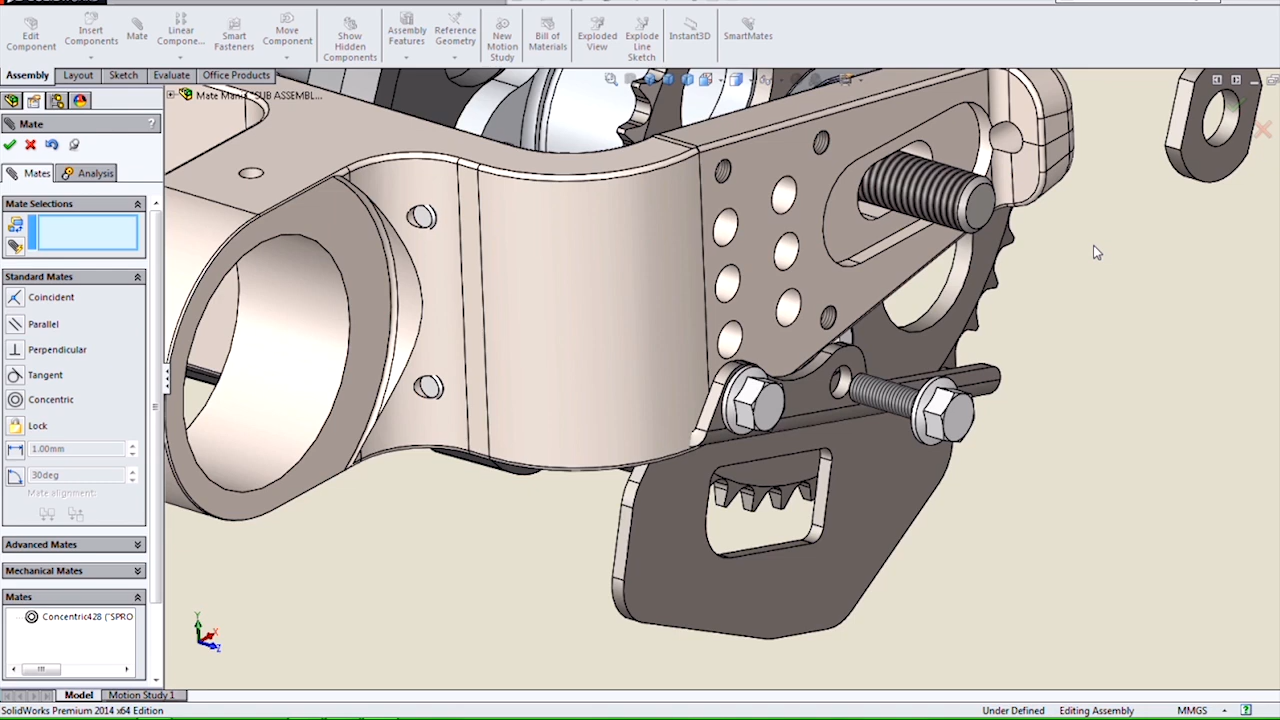 Edit Component
Insert Components
Mate
Linear Compone...
Smart Fasteners
Move Component
Show Hidden Components
Assembly Features
Reference Geometry
New Motion Study
Bill of Materials
Exploded View
Explode Line Sketch
Instant3D
SmartMates
Assembly Layout Sketch Evaluate Office Products
Mate ?
Mates Analysis
Mate Selections
Standard Mates
Coincident
Parallel
Perpendicular
Tangent
Concentric
Lock
1.00mm
30deg
Mate alignment:
Advanced Mates
Mechanical Mates
Mates
Concentric428 ("SPRO
Y
X
Z
Model Motion Study 1
SolidWorks Premium 2014 x64 Edition Under Defined Editing Assembly MMGS ?